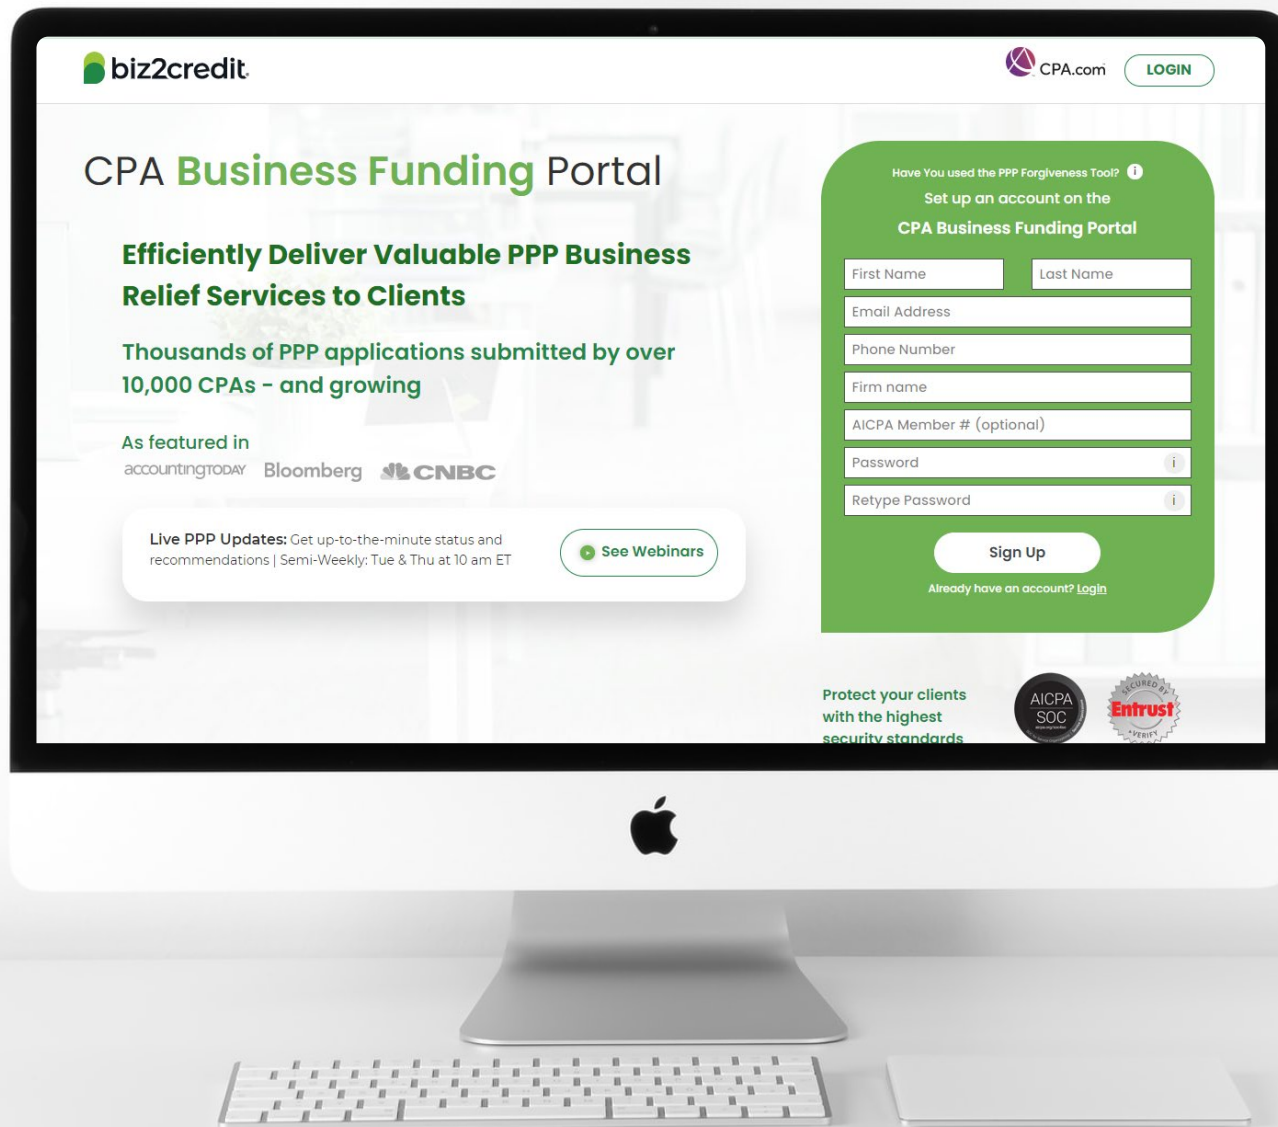 biz2credit
CPA.com
LOGIN
CPA Business Funding Portal
Efficiently Deliver Valuable PPP Business
Relief Services to Clients
Thousands of PPP applications submitted by over
10,000 CPAs - and growing
As featured in
accountingTODAY Bloomberg CNBC
Live PPP Updates: Get up-to-the-minute status and
recommendations | Semi-Weekly: Tue & Thu at 10 am ET
See Webinars
Have You used the PPP Forgiveness Tool? i
Set up an account on the
CPA Business Funding Portal
First Name Last Name
Email Address
Phone Number
Firm name
AICPA Member # (optional)
Password i
Retype Password i
Sign Up
Already have an account? Login
Protect your clients
with the highest
security standards
AICPA
SOC
SECURED BY
Entrust
VERIFY